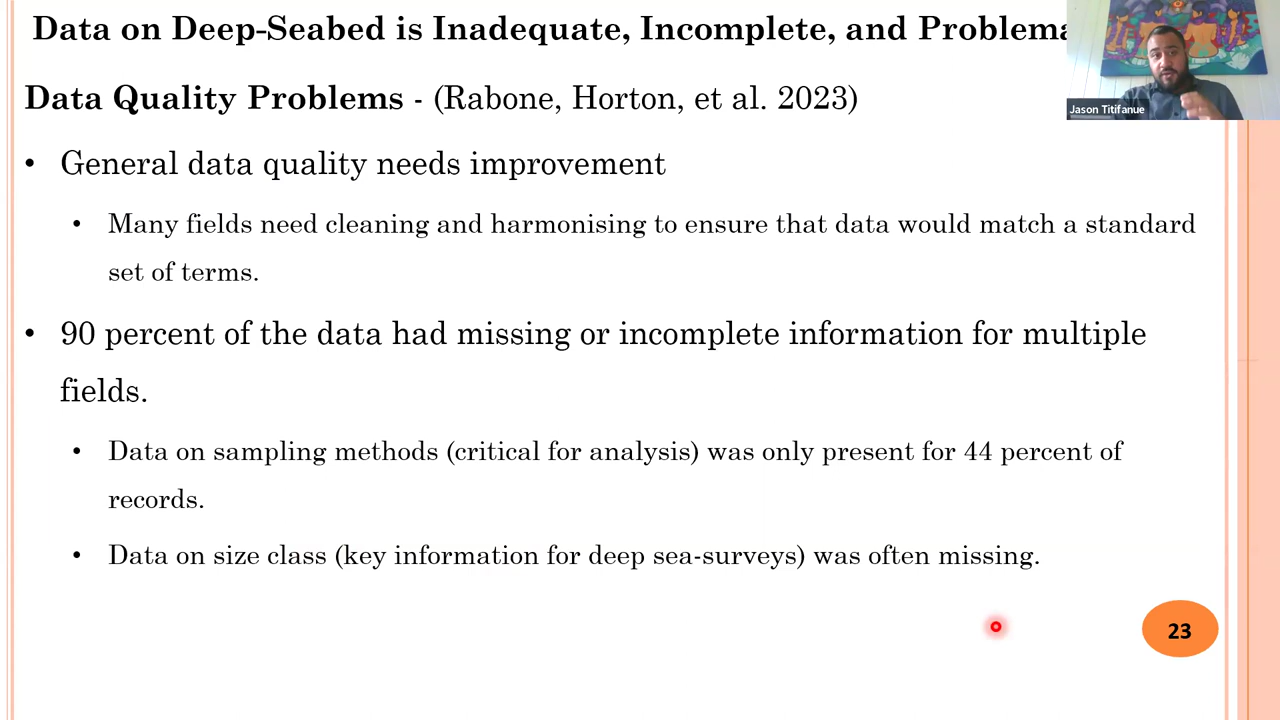 Data on Deep-Seabed is Inadequate, Incomplete, and
Jason Titifanue
Data Quality Problems - (Rabone, Horton, et al. 2023)
• General data quality needs improvement
• Many fields need cleaning and harmonising to ensure that data would match a standard
set of terms.
• 90 percent of the data had missing or incomplete information for multiple
fields.
• Data on sampling methods (critical for analysis) was only present for 44 percent of
records.
• Data on size class (key information for deep sea-surveys) was often missing.
23